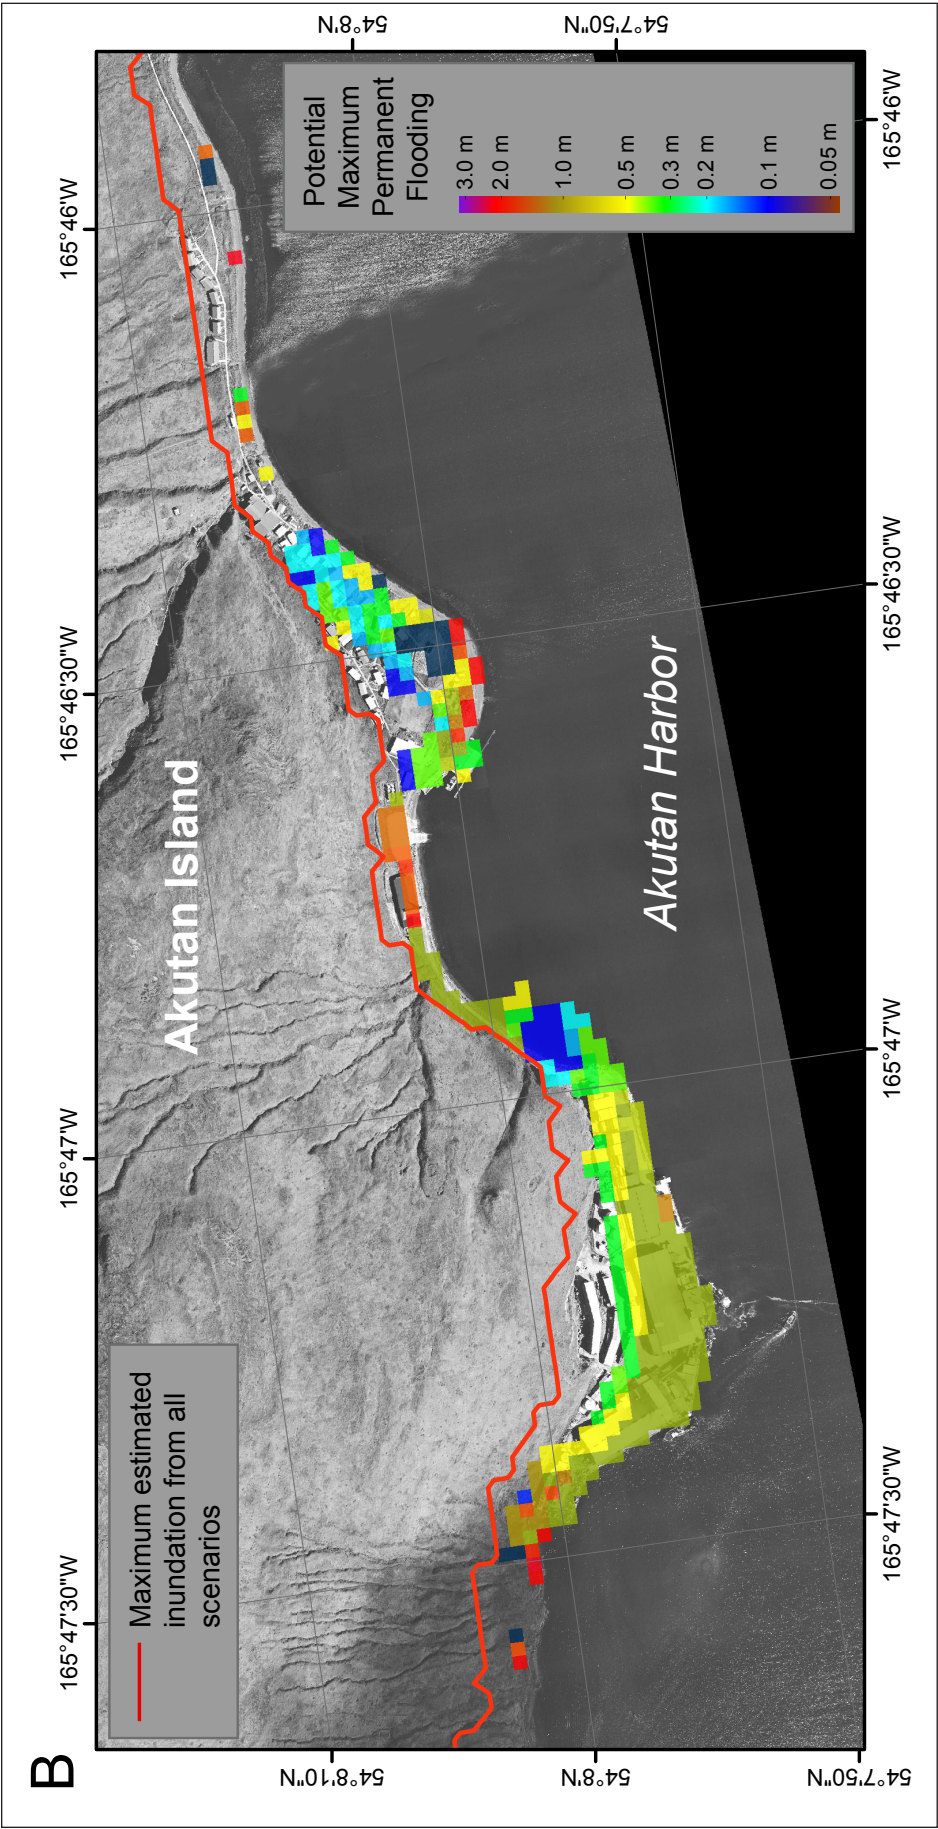 B
Maximum estimated
inundation from all
scenarios
Akutan Island
Akutan Harbor
Potential
Maximum
Permanent
Flooding
3.0 m
2.0 m
1.0 m
0.5 m
0.3 m
0.2 m
0.1 m
0.05 m
165°47'30"W
165°47'W
165°46'30"W
165°46'W
165°47'30"W
165°47'W
165°46'30"W
165°46'W
54°8'10"N
54°8'N
54°7'50"N
54°8'N
54°7'50"N